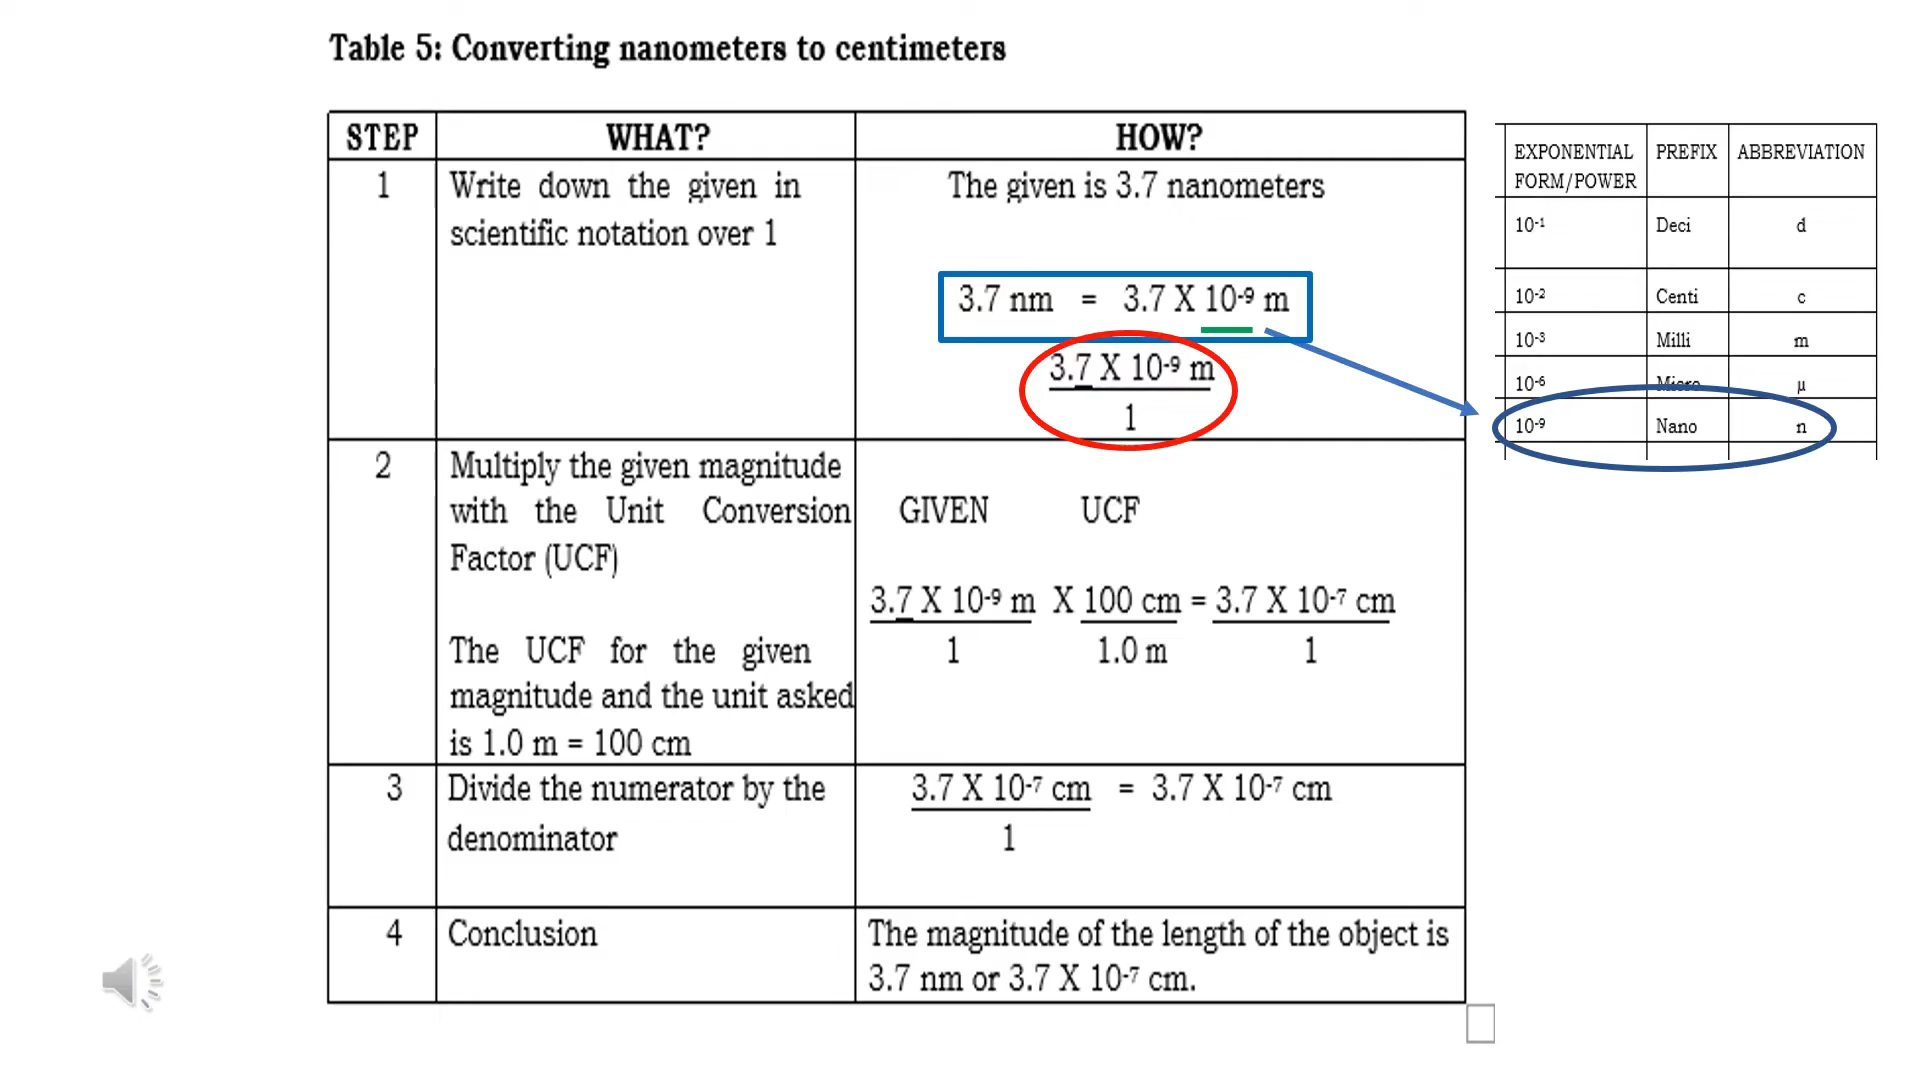 Table 5: Converting nanometers to centimeters
STEP WHAT? HOW?
1 Write down the given in
scientific notation over 1
The given is 3.7 nanometers
3.7 nm = 3.7 X 10⁻⁹ m
3.7 X 10⁻⁹ m
1
2 Multiply the given magnitude
with the Unit Conversion
Factor (UCF)
The UCF for the given
magnitude and the unit asked
is 1.0 m = 100 cm
GIVEN UCF
3.7 X 10⁻⁹ m X 100 cm = 3.7 X 10⁻⁷ cm
1 1.0 m 1
3 Divide the numerator by the
denominator
3.7 X 10⁻⁷ cm = 3.7 X 10⁻⁷ cm
1
4 Conclusion
The magnitude of the length of the object is
3.7 nm or 3.7 X 10⁻⁷ cm.
EXPONENTIAL
FORM/POWER
PREFIX ABBREVIATION
10⁻¹ Deci d
10⁻² Centi c
10⁻³ Milli m
10⁻⁶ Micro μ
10⁻⁹ Nano n